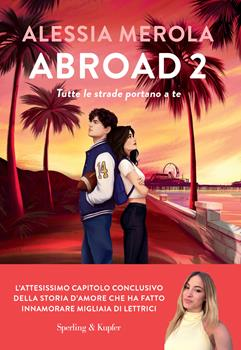 ALESSIA MEROLA
ABROAD 2
Tutte le strade portano a te
14
L'ATTESISSIMO CAPITOLO CONCLUSIVO
DELLA STORIA D'AMORE CHE HA FATTO
INNAMORARE MIGLIAIA DI LETTRICI
Sperling & Kupfer